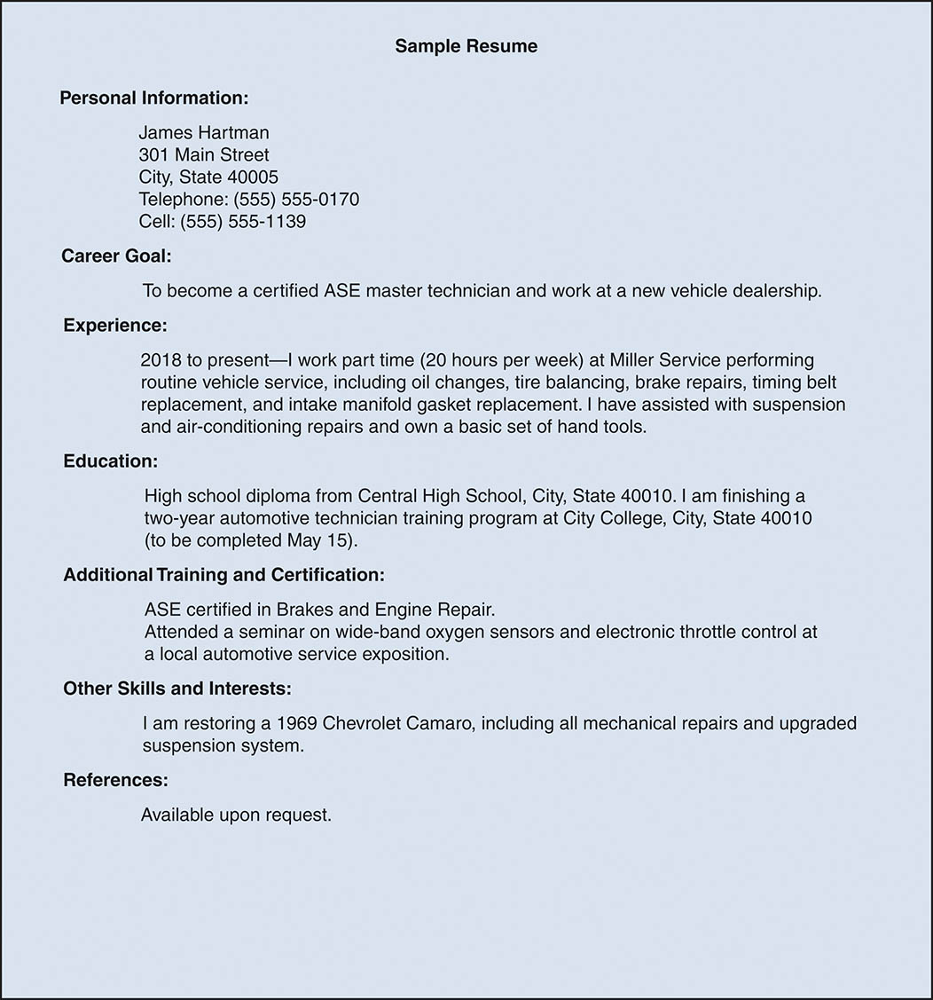 Sample Resume
Personal Information:
James Hartman
301 Main Street
City, State 40005
Telephone: (555) 555-0170
Cell: (555) 555-1139
Career Goal:
To become a certified ASE master technician and work at a new vehicle dealership.
Experience:
2018 to present—I work part time (20 hours per week) at Miller Service performing
routine vehicle service, including oil changes, tire balancing, brake repairs, timing belt
replacement, and intake manifold gasket replacement. I have assisted with suspension
and air-conditioning repairs and own a basic set of hand tools.
Education:
High school diploma from Central High School, City, State 40010. I am finishing a
two-year automotive technician training program at City College, City, State 40010
(to be completed May 15).
Additional Training and Certification:
ASE certified in Brakes and Engine Repair.
Attended a seminar on wide-band oxygen sensors and electronic throttle control at
a local automotive service exposition.
Other Skills and Interests:
I am restoring a 1969 Chevrolet Camaro, including all mechanical repairs and upgraded
suspension system.
References:
Available upon request.